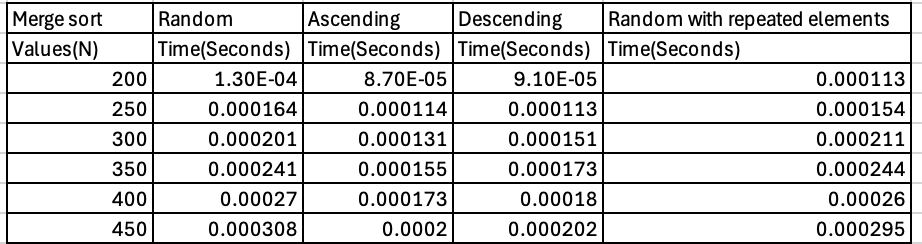 Merge sort Random Ascending Descending Random with repeated elements
Values(N) Time(Seconds) Time(Seconds) Time(Seconds) Time(Seconds)
200 1.30E-04 8.70E-05 9.10E-05 0.000113
250 0.000164 0.000114 0.000113 0.000154
300 0.000201 0.000131 0.000151 0.000211
350 0.000241 0.000155 0.000173 0.000244
400 0.00027 0.000173 0.00018 0.00026
450 0.000308 0.0002 0.000202 0.000295